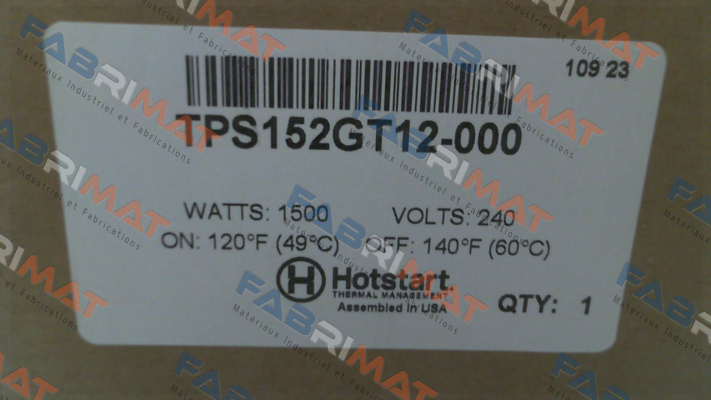 109 23
TPS152GT12-000
WATTS: 1500 VOLTS: 240
ON: 120°F (49°C) OFF: 140°F (60°C)
H Hotstart.
THERMAL MANAGEMENT
Assembled in USA
QTY: 1
FABRIMAT
Materiaux Industriel et Fabrications